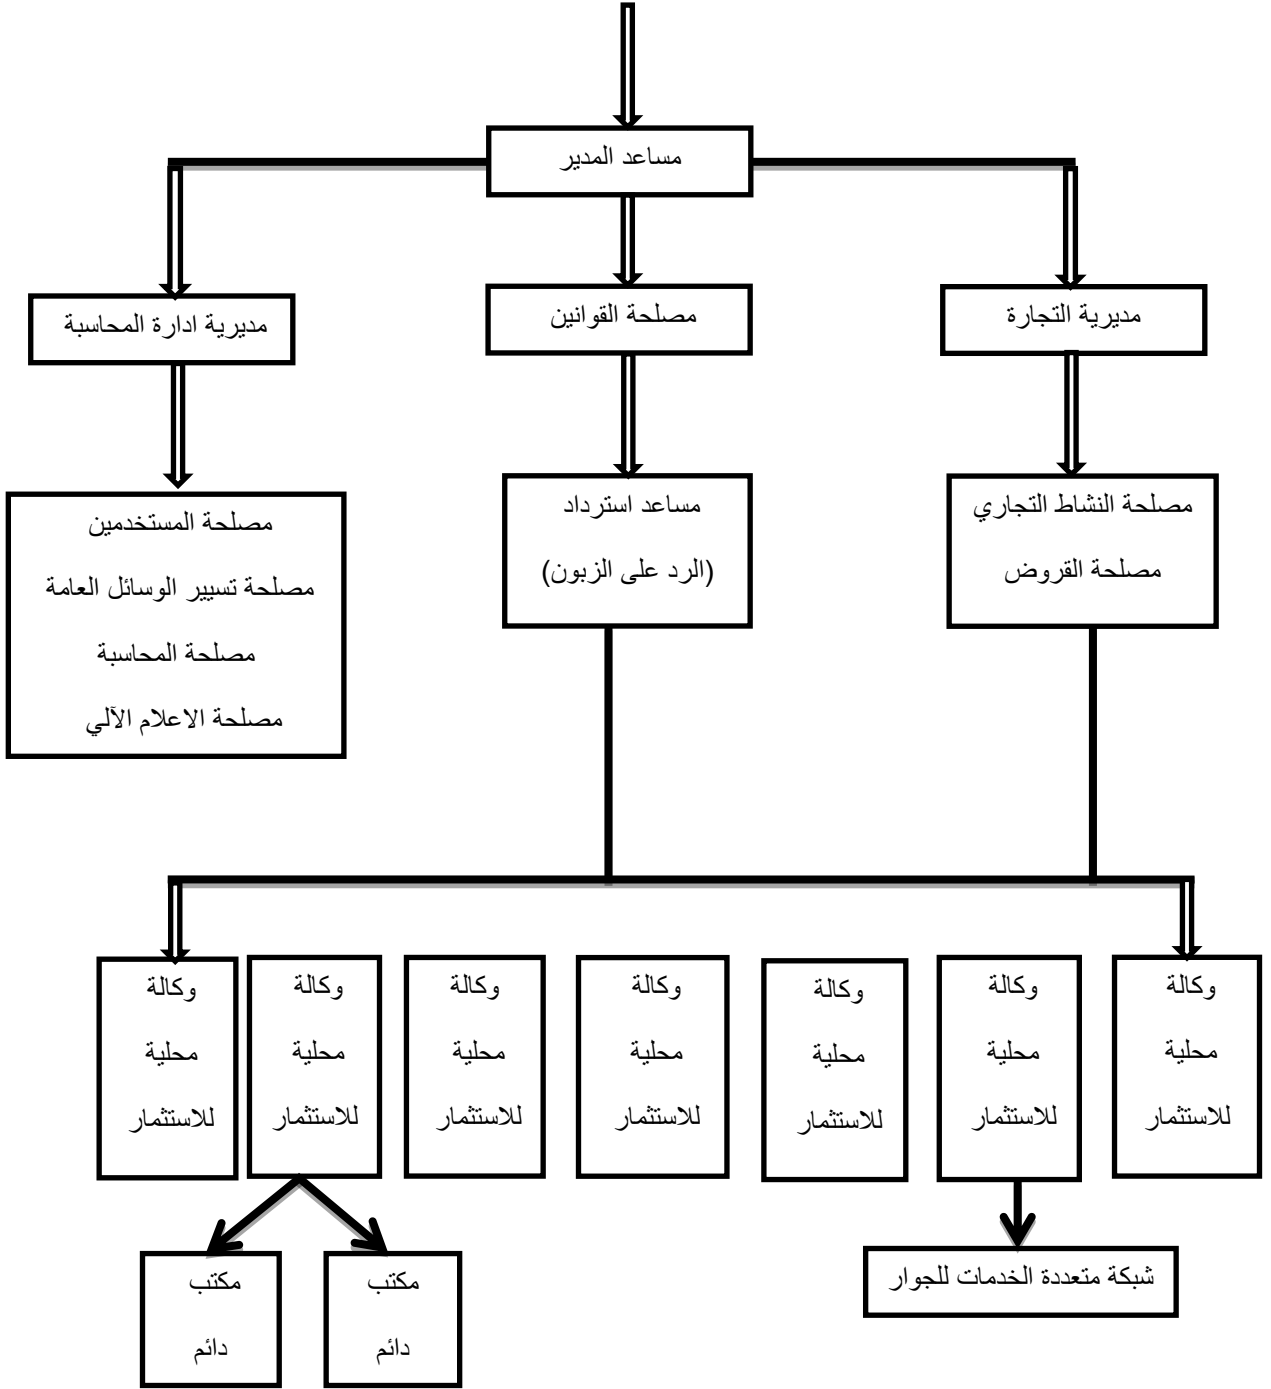 مساعد المدير
مديرية التجارة
مصلحة القوانين
مديرية ادارة المحاسبة
مصلحة النشاط التجاري
مصلحة القروض
مساعد استرداد
(الرد على الزبون)
مصلحة المستخدمين
مصلحة تسيير الوسائل العامة
مصلحة المحاسبة
مصلحة الاعلام الآلي
وكالة
محلية
للاستثمار
وكالة
محلية
للاستثمار
وكالة
محلية
للاستثمار
وكالة
محلية
للاستثمار
وكالة
محلية
للاستثمار
وكالة
محلية
للاستثمار
وكالة
محلية
للاستثمار
شبكة متعددة الخدمات للجوار
مكتب
دائم
مكتب
دائم